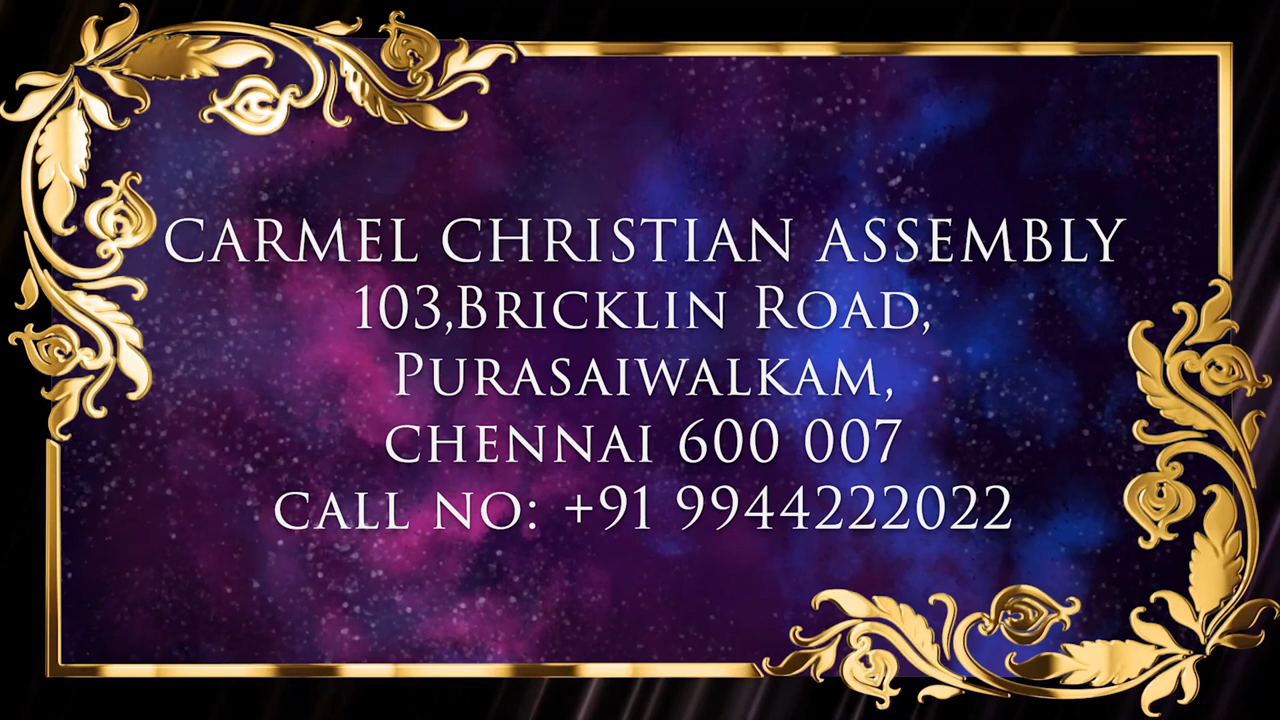 CARMEL CHRISTIAN ASSEMBLY
103,Bricklin Road,
Purasaiwalkam,
chennai 600 007
call no: +91 9944222022